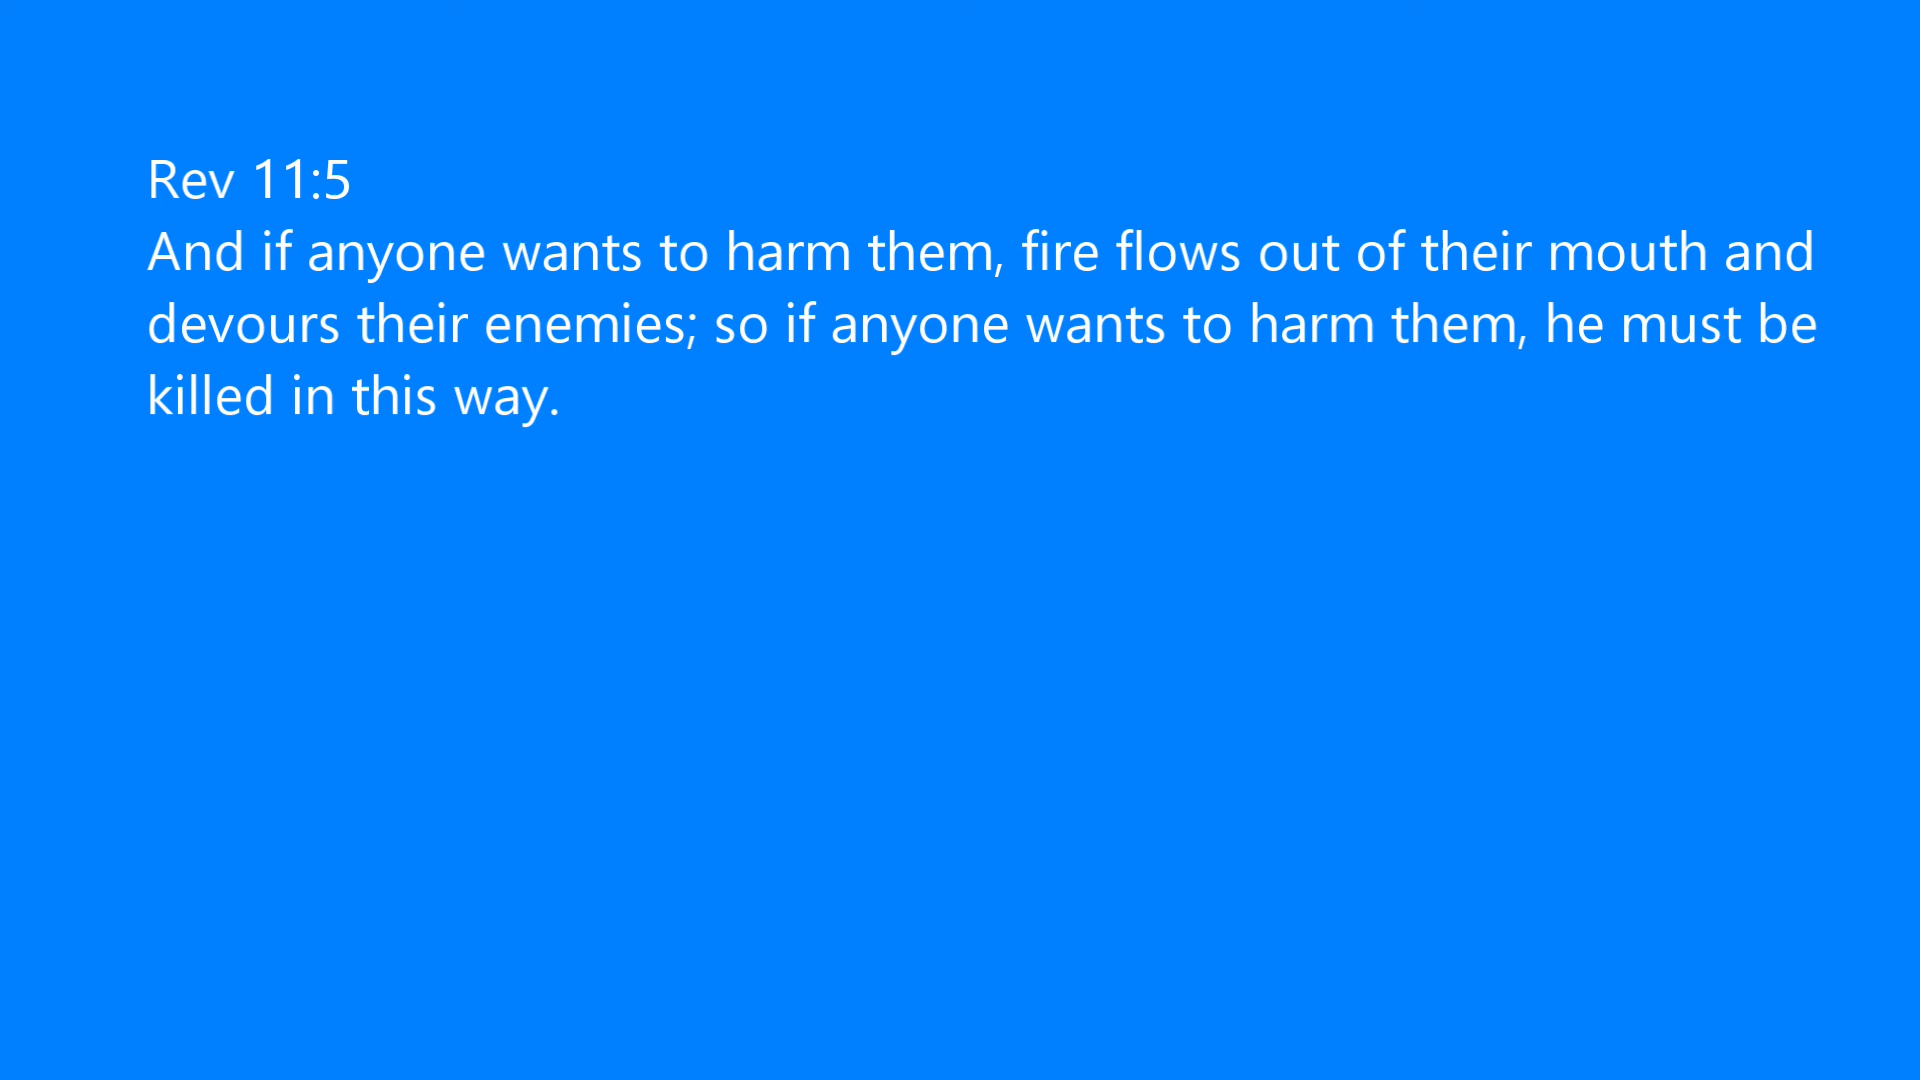 Rev 11:5
And if anyone wants to harm them, fire flows out of their mouth and
devours their enemies; so if anyone wants to harm them, he must be
killed in this way.